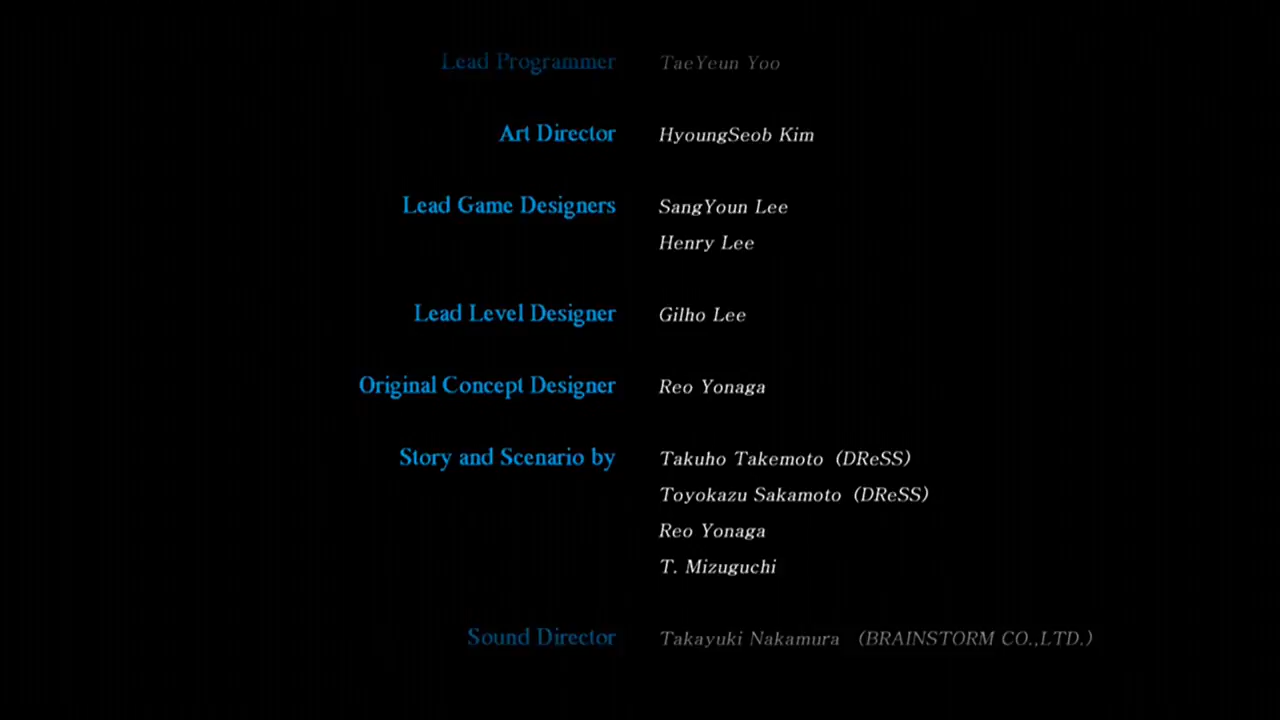 Lead Programmer TaeYeun Yoo
Art Director HyoungSeob Kim
Lead Game Designers SangYoun Lee
Henry Lee
Lead Level Designer Gilho Lee
Original Concept Designer Reo Yonaga
Story and Scenario by Takuho Takemoto (DReSS)
Toyokazu Sakamoto (DReSS)
Reo Yonaga
T. Mizuguchi
Sound Director Takayuki Nakamura (BRAINSTORM CO.,LTD.)